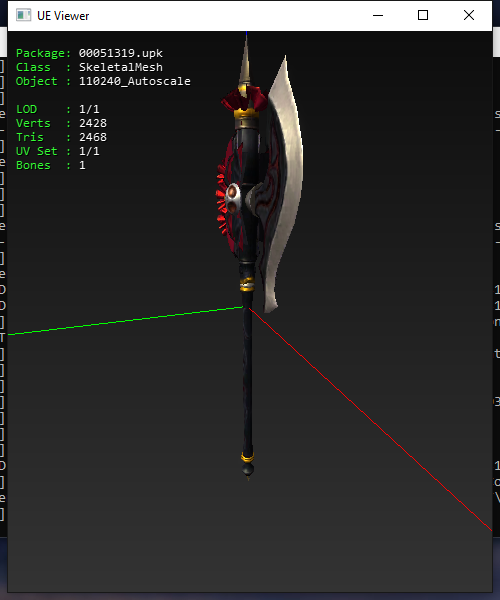 UE Viewer
Package: 00051319.upk
Class : SkeletalMesh
Object : 110240_Autoscale
LOD : 1/1
Verts : 2428
Tris : 2468
UV Set : 1/1
Bones : 1